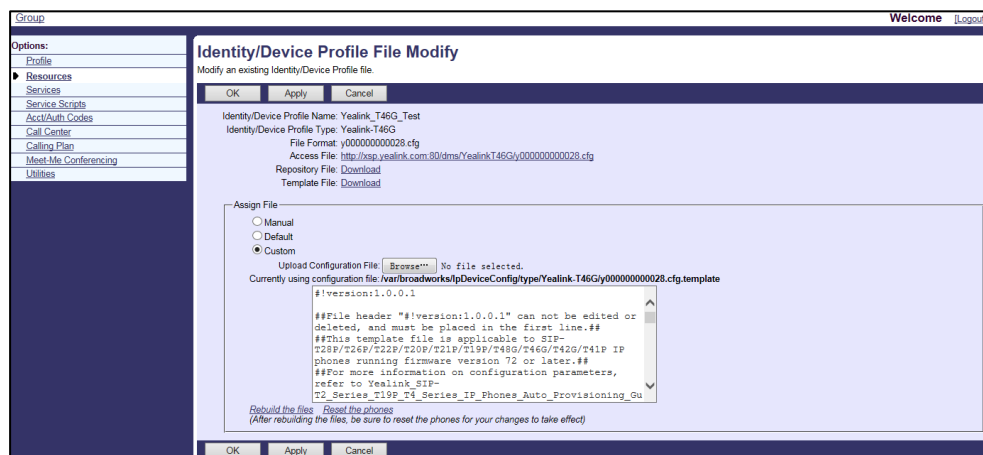 Group
Welcome [Logout
Options:
Profile
Resources
Services
Service Scripts
Acct/Auth Codes
Call Center
Calling Plan
Meet-Me Conferencing
Utilities
Identity/Device Profile File Modify
Modify an existing Identity/Device Profile file.
OK Apply Cancel
Identity/Device Profile Name: Yealink_T46G_Test
Identity/Device Profile Type: Yealink-T46G
File Format: y000000000028.cfg
Access File: http://xsp.yealink.com:80/dms/YealinkT46G/y000000000028.cfg
Repository File: Download
Template File: Download
Assign File
Manual
Default
Custom
Upload Configuration File: Browse... No file selected.
Currently using configuration file: /var/broadworks/IpDeviceConfig/type/Yealink-T46G/y000000000028.cfg.template
#!version:1.0.0.1
##File header "#!version:1.0.0.1" can not be edited or
deleted, and must be placed in the first line.##
##This template file is applicable to SIP-
T28P/T26P/T22P/T20P/T21P/T19P/T48G/T46G/T42G/T41P IP
phones running firmware version 72 or later.##
##For more information on configuration parameters,
refer to Yealink_SIP-
T2_Series_T19P_T4_Series_IP_Phones_Auto_Provisioning_Gu
Rebuild the files Reset the phones
(After rebuilding the files, be sure to reset the phones for your changes to take effect)
OK Apply Cancel